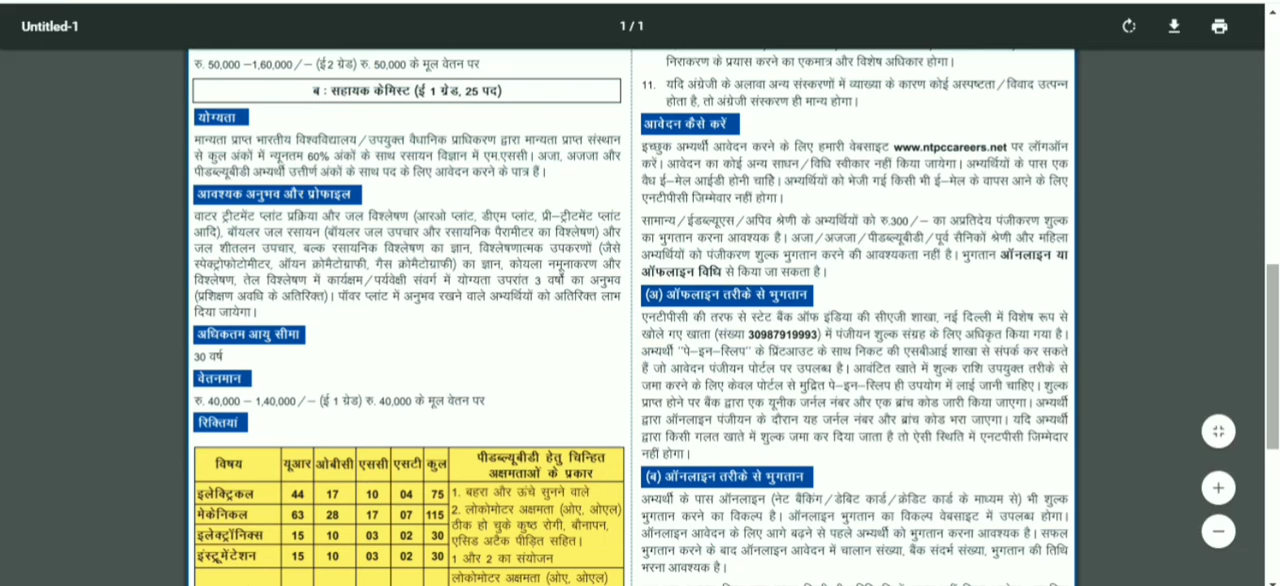 Untitled-1
1 / 1
रु. 50,000 –1,60,000 /– (ई2 ग्रेड) रु. 50,000 के मूल वेतन पर
ब : सहायक केमिस्ट (ई 1 ग्रेड, 25 पद)
योग्यता
मान्यता प्राप्त भारतीय विश्वविद्यालय / उपयुक्त वैधानिक प्राधिकरण द्वारा मान्यता प्राप्त संस्थान
से कुल अंकों में न्यूनतम 60% अंकों के साथ रसायन विज्ञान में एम.एससी। अजा, अजजा और
पीडब्ल्यूबीडी अभ्यर्थी उत्तीर्ण अंकों के साथ पद के लिए आवेदन करने के पात्र हैं।
आवश्यक अनुभव और प्रोफाइल
वाटर ट्रीटमेंट प्लांट प्रक्रिया और जल विश्लेषण (आरओ प्लांट, डीएम प्लांट, प्री–ट्रीटमेंट प्लांट
आदि), बॉयलर जल रसायन (बॉयलर जल उपचार और रसायनिक पैरामीटर का विश्लेषण) और
जल शीतलन उपचार, बल्क रसायनिक विश्लेषण का ज्ञान, विश्लेषणात्मक उपकरणों (जैसे
स्पेक्ट्रोफोटोमीटर, ऑयन क्रोमैटोग्राफी, गैस क्रोमैटोग्राफी) का ज्ञान, कोयला नमूनाकरण और
विश्लेषण, तेल विश्लेषण में कार्यक्षम / पर्यवेक्षी संवर्ग में योग्यता उपरांत 3 वर्षों का अनुभव
(प्रशिक्षण अवधि के अतिरिक्त)। पॉवर प्लांट में अनुभव रखने वाले अभ्यर्थियों को अतिरिक्त लाभ
दिया जायेगा।
अधिकतम आयु सीमा
30 वर्ष
वेतनमान
रु. 40,000 – 1,40,000 /– (ई 1 ग्रेड) रु. 40,000 के मूल वेतन पर
रिक्तियां
विषय यूआर ओबीसी एससी एसटी कुल पीडब्ल्यूबीडी हेतु चिन्हित
अक्षमताओं के प्रकार
इलेक्ट्रिकल 44 17 10 04 75 1. बहरा और ऊंचे सुनने वाले
मेकेनिकल 63 28 17 07 115 2. लोकोमोटर अक्षमता (ओए, ओएल)
ठीक हो चुके कुष्ठ रोगी, बौनापन,
इलेक्ट्रॉनिक्स 15 10 03 02 30 एसिड अटैक पीड़ित सहित।
इंस्ट्रूमेंटेशन 15 10 03 02 30 1 और 2 का संयोजन
लोकोमोटर अक्षमता (ओए, ओएल)
निराकरण के प्रयास करने का एकमात्र और विशेष अधिकार होगा।
11. यदि अंग्रेजी के अलावा अन्य संस्करणों में व्याख्या के कारण कोई अस्पष्टता / विवाद उत्पन्न
होता है, तो अंग्रेजी संस्करण ही मान्य होगा।
आवेदन कैसे करें
इच्छुक अभ्यर्थी आवेदन करने के लिए हमारी वेबसाइट www.ntpccareers.net पर लॉगऑन
करें। आवेदन का कोई अन्य साधन / विधि स्वीकार नहीं किया जायेगा। अभ्यर्थियों के पास एक
वैध ई–मेल आईडी होनी चाहिे। अभ्यर्थियों को भेजी गई किसी भी ई–मेल के वापस आने के लिए
एनटीपीसी जिम्मेवार नहीं होगा।
सामान्य / ईडब्ल्यूएस / अपिव श्रेणी के अभ्यर्थियों को रु.300 / – का अप्रतिदेय पंजीकरण शुल्क
का भुगतान करना आवश्यक है। अजा / अजजा / पीडब्ल्यूबीडी / पूर्व सैनिकों श्रेणी और महिला
अभ्यर्थियों को पंजीकरण शुल्क भुगतान करने की आवश्यकता नहीं है। भुगतान ऑनलाइन या
ऑफलाइन विधि से किया जा सकता है।
(अ) ऑफलाइन तरीके से भुगतान
एनटीपीसी की तरफ से स्टेट बैंक ऑफ इंडिया की सीएजी शाखा, नई दिल्ली में विशेष रूप से
खोले गए खाता (संख्या 30987919993) में पंजीयन शुल्क संग्रह के लिए अधिकृत किया गया है।
अभ्यर्थी "पे–इन–स्लिप" के प्रिंटआउट के साथ निकट की एसबीआई शाखा से संपर्क कर सकते
हैं जो आवेदन पंजीयन पोर्टल पर उपलब्ध है। आवंटित खाते में शुल्क राशि उपयुक्त तरीके से
जमा करने के लिए केवल पोर्टल से मुद्रित पे–इन–स्लिप ही उपयोग में लाई जानी चाहिए। शुल्क
प्राप्त होने पर बैंक द्वारा एक यूनीक जर्नल नंबर और एक ब्रांच कोड जारी किया जाएगा। अभ्यर्थी
द्वारा ऑनलाइन पंजीयन के दौरान यह जर्नल नंबर और ब्रांच कोड भरा जाएगा। यदि अभ्यर्थी
द्वारा किसी गलत खाते में शुल्क जमा कर दिया जाता है तो ऐसी स्थिति में एनटपीसी जिम्मेदार
नहीं होगा।
(ब) ऑनलाइन तरीके से भुगतान
अभ्यर्थी के पास ऑनलाइन (नेट बैंकिंग / डेबिट कार्ड / क्रेडिट कार्ड के माध्यम से) भी शुल्क
भुगतान करने का विकल्प है। ऑनलाइन भुगतान का विकल्प वेबसाइट में उपलब्ध होगा।
ऑनलाइन आवेदन के लिए आगे बढ़ने से पहले अभ्यर्थी को भुगतान करना आवश्यक है। सफल
भुगतान करने के बाद ऑनलाइन आवेदन में चालान संख्या, बैंक संदर्भ संख्या, भुगतान की तिथि
भरना आवश्यक है।